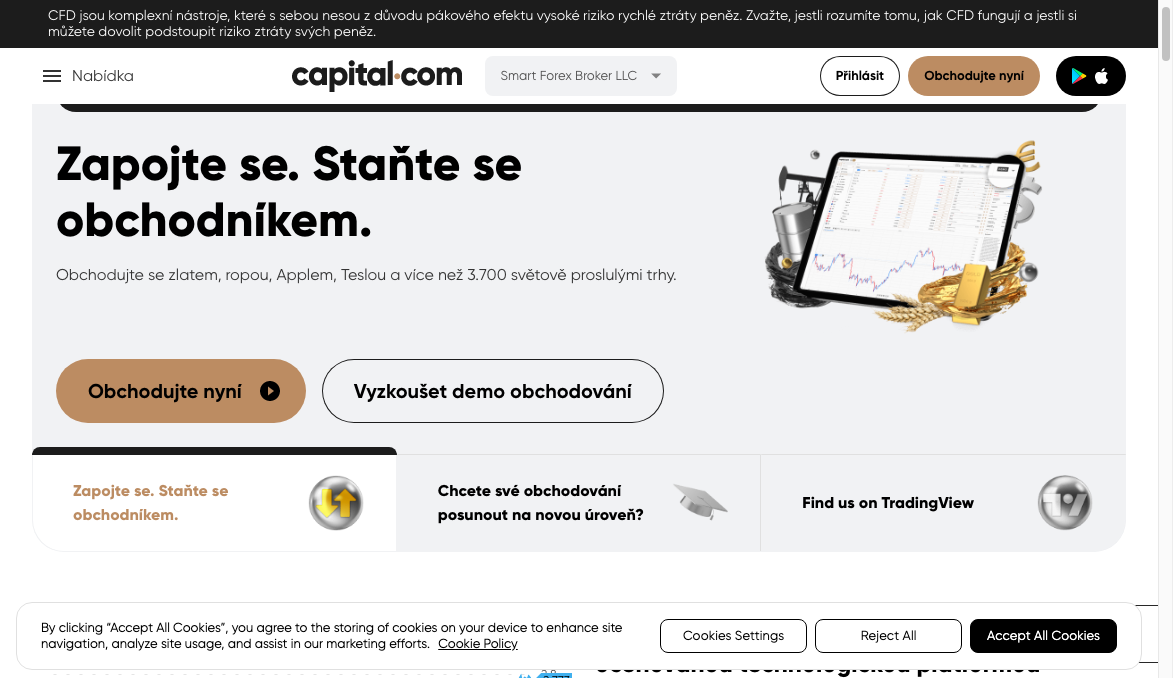 CFD jsou komplexní nástroje, které s sebou nesou z důvodu pákového efektu vysoké riziko rychlé ztráty peněz. Zvažte, jestli rozumíte tomu, jak CFD fungují a jestli si
můžete dovolit podstoupit riziko ztráty svých peněz.
Nabídka
capital.com
Smart Forex Broker LLC
Přihlásit
Obchodujte nyní
Zapojte se. Staňte se
obchodníkem.
Obchodujte se zlatem, ropou, Applem, Teslou a více než 3.700 světově proslulými trhy.
Obchodujte nyní
Vyzkoušet demo obchodování
Zapojte se. Staňte se
obchodníkem.
Chcete své obchodování
posunout na novou úroveň?
Find us on TradingView
By clicking “Accept All Cookies”, you agree to the storing of cookies on your device to enhance site
navigation, analyze site usage, and assist in our marketing efforts. Cookie Policy
Cookies Settings
Reject All
Accept All Cookies